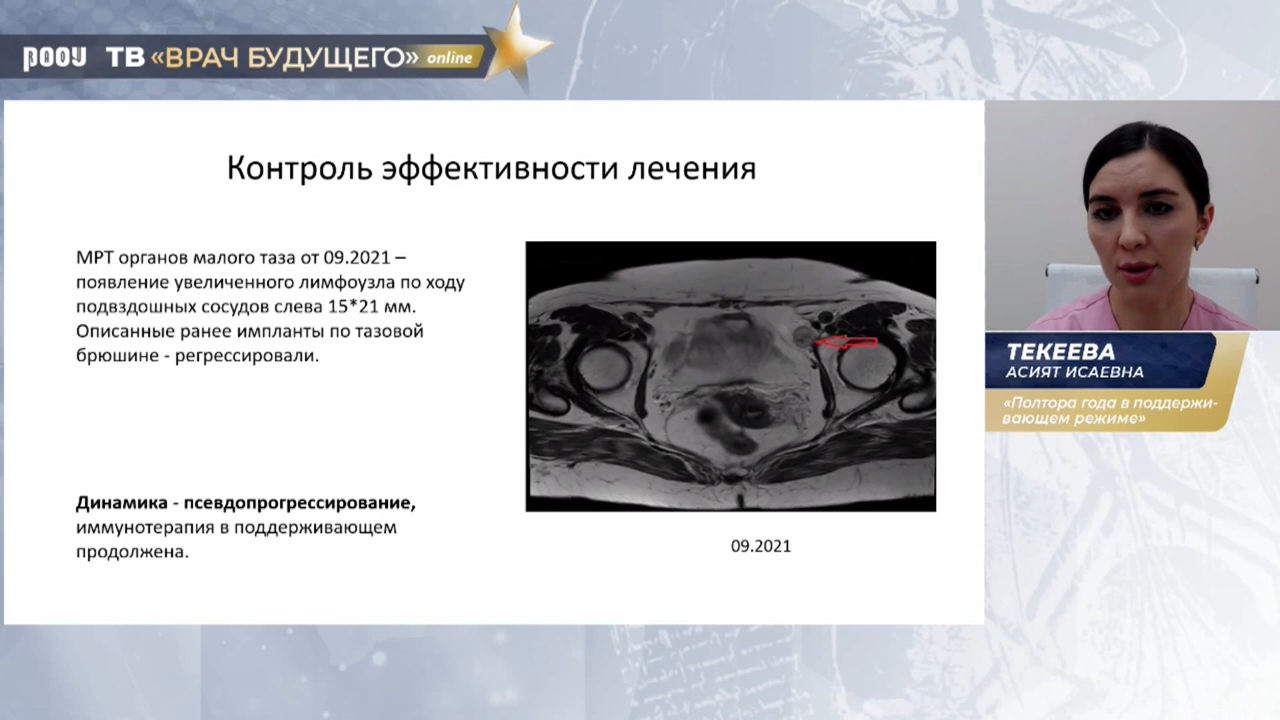 РООУ ТВ «ВРАЧ БУДУЩЕГО» online
Контроль эффективности лечения
МРТ органов малого таза от 09.2021 –
появление увеличенного лимфоузла по ходу
подвздошных сосудов слева 15*21 мм.
Описанные ранее импланты по тазовой
брюшине - регрессировали.
Динамика - псевдопрогрессирование,
иммунотерапия в поддерживающем
продолжена.
09.2021
ТЕКЕЕВА
АСИЯТ ИСАЕВНА
«Полтора года в поддержи-
вающем режиме»